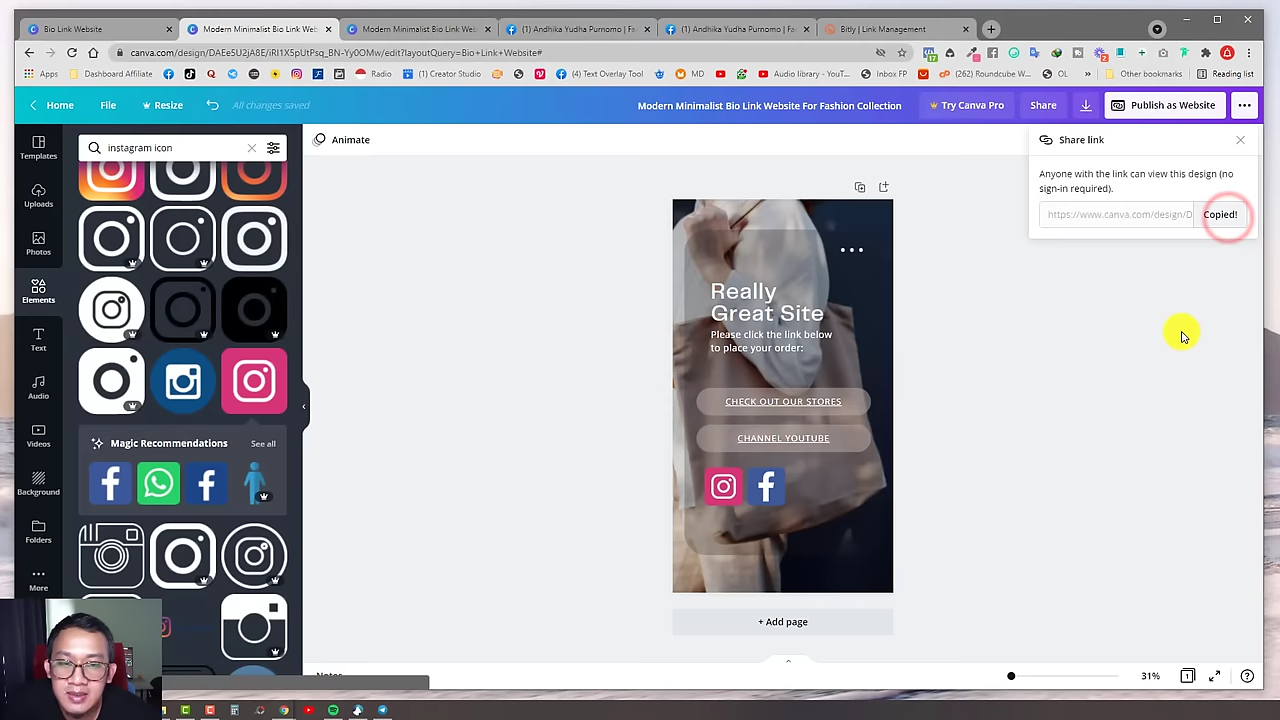 Bio Link Website
Modern Minimalist Bio Link Website
Modern Minimalist Bio Link Website
(1) Andhika Yudha Purnomo | Fa
(1) Andhika Yudha Purnomo | Fa
Bitly | Link Management
canva.com/design/DAEe5U2jA8E/iRI1X5pUtPsq_BN-Yy0OMw/edit?layoutQuery=Bio+Link+Website#
Apps
Dashboard Affiliate
Radio
(1) Creator Studio
(4) Text Overlay Tool
MD
Audio library - YouTu...
Inbox FP
(262) Roundcube W...
OL
Other bookmarks
Reading list
Home
File
Resize
All changes saved
Modern Minimalist Bio Link Website For Fashion Collection
Try Canva Pro
Share
Publish as Website
Templates
Uploads
Photos
Elements
Text
Audio
Videos
Background
Folders
More
instagram icon
Magic Recommendations
See all
Animate
Share link
Anyone with the link can view this design (no
sign-in required).
https://www.canva.com/design/D
Copied!
Really
Great Site
Please click the link below
to place your order:
CHECK OUT OUR STORES
CHANNEL YOUTUBE
+ Add page
Notes
31%
1